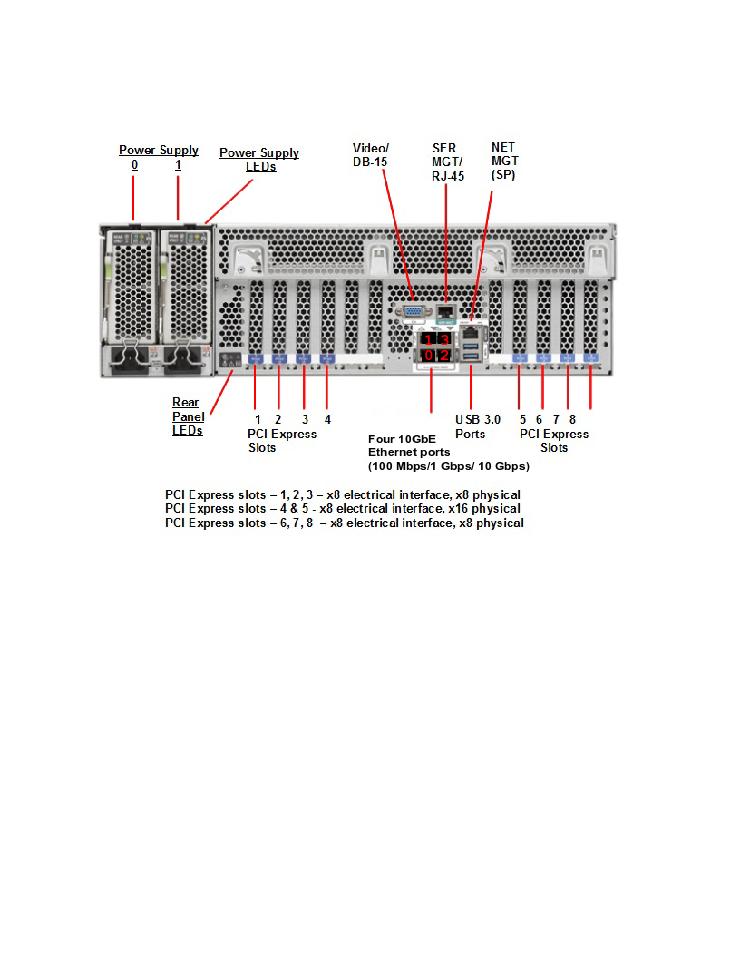 Power Supply
0 1
Power Supply
LEDs
Video/
DB-15
SER
MGT/
RJ-45
NET
MGT
(SP)
1 3
0 2
Rear
Panel
LEDs
1 2 3 4
PCI Express
Slots
Four 10GbE
Ethernet ports
(100 Mbps/1 Gbps/ 10 Gbps)
USB 3.0
Ports
5 6 7 8
PCI Express
Slots
PCI Express slots – 1, 2, 3 – x8 electrical interface, x8 physical
PCI Express slots – 4 & 5 - x8 electrical interface, x16 physical
PCI Express slots – 6, 7, 8 – x8 electrical interface, x8 physical